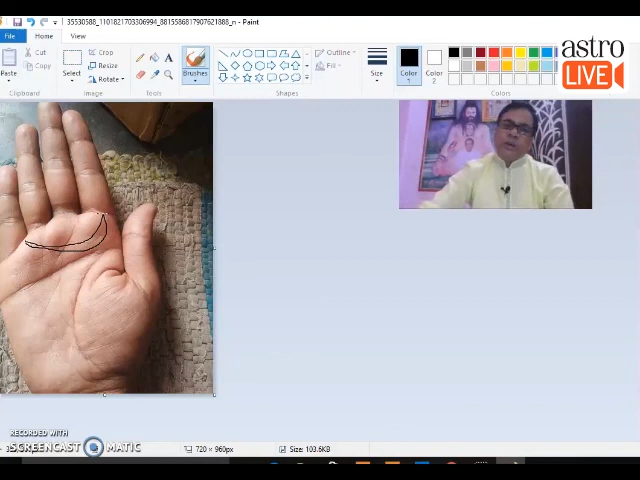 35530588_1101821703306994_8815586817907621888_n - Paint
File
Home
View
Paste
Cut
Copy
Clipboard
Select
Crop
Resize
Rotate
Image
Tools
Brushes
Shapes
Outline
Fill
Size
Color
1
Color
2
Colors
astro
LIVE
RECORDED WITH
SCREENCAST MATIC
720 × 960px
Size: 103.6KB